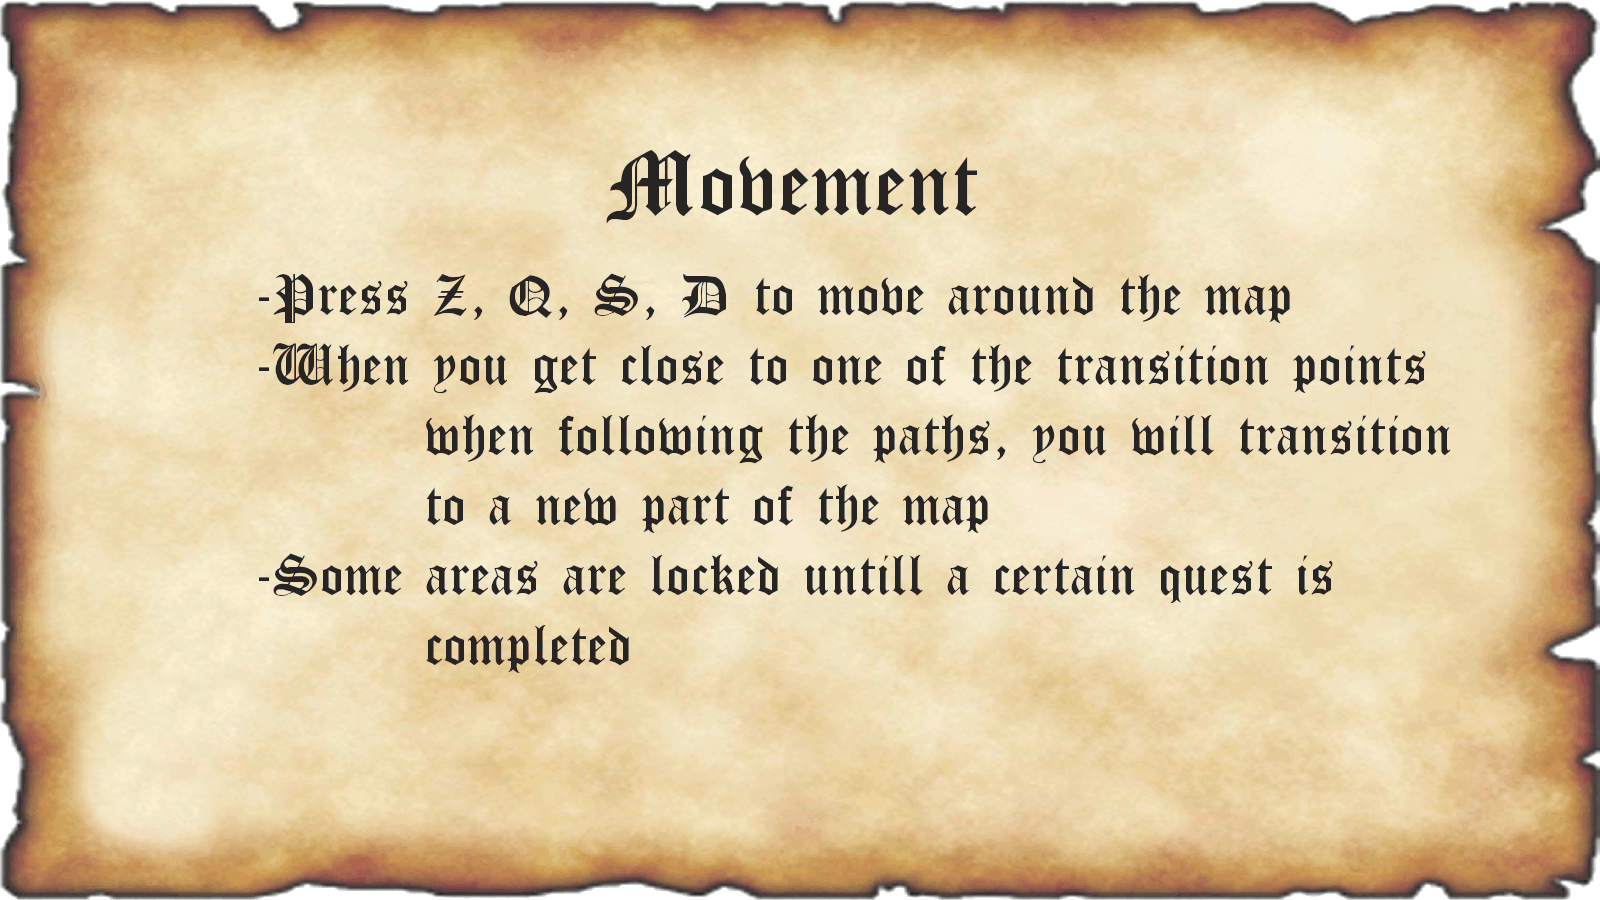 Movement
-Press Z, Q, S, D to move around the map
-When you get close to one of the transition points
when following the paths, you will transition
to a new part of the map
-Some areas are locked untill a certain quest is
completed